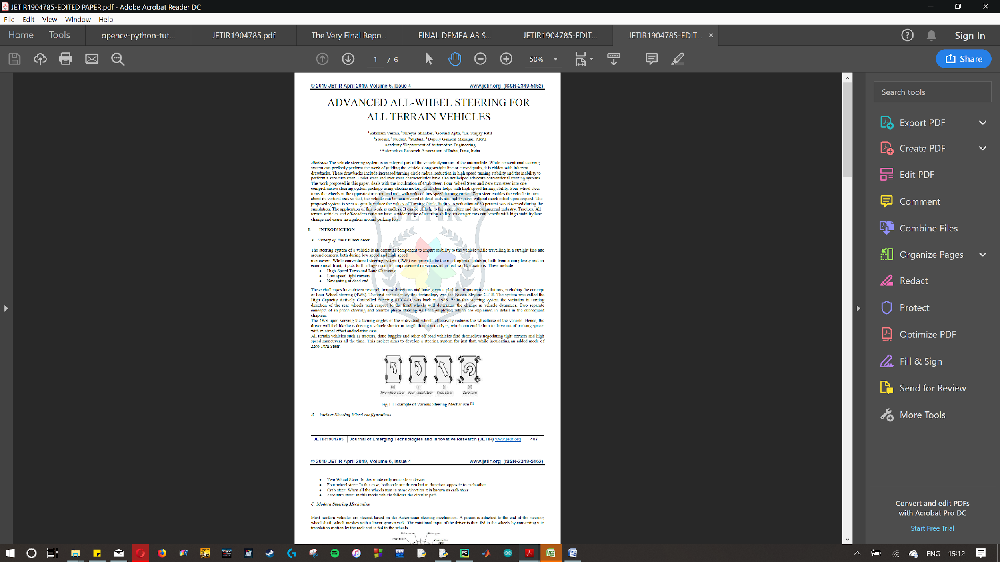 JETIR1904785-EDITED PAPER.pdf - Adobe Acrobat Reader DC
File Edit View Window Help
Home Tools opencv-python-tut... JETIR1904785.pdf The Very Final Repo... FINAL DFMEA A3 S... JETIR1904785-EDIT... JETIR1904785-EDIT... Sign In
1 / 6 50% Share
© 2019 JETIR April 2019, Volume 6, Issue 4 www.jetir.org (ISSN-2349-5162)
ADVANCED ALL-WHEEL STEERING FOR
ALL TERRAIN VEHICLES
1Saksham Verma, 2Shreyas Shanker, 3Govind Ajith, 4Dr. Sanjay Patil
1Student, 2Student, 3Student, 4 Deputy General Manager, ARAI
Academy 1Department of Automotive Engineering
1Automotive Research Association of India, Pune, India
Abstract: The vehicle steering system is an integral part of the vehicle dynamics of the automobile. While conventional steering
system can perfectly perform the work of guiding the vehicle along straight line or curved paths, it is ridden with inherent
drawbacks. These drawbacks include increased turning circle radius, reduction in high speed turning stability and the inability to
perform a zero turn steer. Under steer and over steer characteristics have also not helped advocate conventional steering systems.
The work proposed in this paper, deals with the inculcation of Crab Steer, Four Wheel Steer and Zero turn steer into one
comprehensive steering system package using electric motors. Crab steer helps with high speed turning ability. Four wheel steer
turns the wheels in the opposite direction and aids with reduced low speed turning circles. Zero steer enables the vehicle to turn
about its vertical axis so that, the vehicle can be maneuvered at dead-ends and tight spaces without much effort upon request. The
proposed system is seen to greatly reduce the values of Turning Circle Radius. A reduction of 30 percent was observed during the
simulation. The application of this work is endless. It can be of help to the agriculture and the commercial industry. Tractors, All
terrain vehicles and off-roaders can now have a wider range of steering ability. Passenger cars can benefit with high stability lane
change and easier navigation around parking lots.
JETIR
I. INTRODUCTION
A. History of Four Wheel Steer
The steering system of a vehicle is an essential component to impart stability to the vehicle while travelling in a straight line and
around corners, both during low speed and high speed
maneuvers. While conventional steering system (2WS) can prove to be the most optimal solution, both from a complexity and an
economical front, it puts forth a huge room for improvement in various other real world situations. These include:
• High Speed Turns and Lane Changing
• Low speed tight corners
• Navigating at dead end
These challenges have driven research to new directions and have given a plethora of innovative solutions, including the concept
of Four Wheel steering (4WS). The first car to deploy this technology was the Nissan Skyline GT-R. The system was called the
High Capacity Actively Controlled Steering (HICAS), was back in 1986. [1] In this steering system the variation in turning
direction of the rear wheels with respect to the front wheels will determine the change in vehicle dynamics. Two separate
concepts of in-phase steering and counter-phase steering will are employed which are explained in detail in the subsequent
chapters.
The 4WS upon varying the turning angles of the individual wheels effectively reduces the wheelbase of the vehicle. Hence, the
driver will feel like he is driving a vehicle shorter in length than it actually is, which can enable him to drive out of parking spaces
with minimal effort and relative ease.
All terrain vehicles such as tractors, dune buggies and other off road vehicles find themselves negotiating tight corners and high
speed maneuvers all the time. This project aims to develop a steering system for just that, while inculcating an added mode of
Zero Turn Steer.
(a) (b) (c) (d)
Two wheel steer Four wheel steer Crab steer Zero turn
Fig 1.1 Example of Various Steering Mechanism [2]
B. Various Steering Wheel configurations
JETIR1904785 Journal of Emerging Technologies and Innovative Research (JETIR) www.jetir.org 487
© 2019 JETIR April 2019, Volume 6, Issue 4 www.jetir.org (ISSN-2349-5162)
• Two Wheel Steer: In this mode only one axle is driven.
• Four wheel steer: In this case, both axle are driven but in direction opposite to each other.
• Crab steer: When all the wheels turn in same direction it is known as crab steer
• Zero turn steer: In this mode vehicle follows the circular path.
C. Modern Steering Mechanism
Most modern vehicles are steered based on the Ackermann steering mechanism. A pinion is attached to the end of the steering
wheel shaft, which meshes with a linear gear or rack. The rotational input of the driver is then fed to the wheels by converting it to
translation motion by the rack and is fed to the wheels.
Pinion gear
Pinion holder Pinion holder
Search tools
Export PDF
Create PDF
Edit PDF
Comment
Combine Files
Organize Pages
Redact
Protect
Optimize PDF
Fill & Sign
Send for Review
More Tools
Convert and edit PDFs
with Acrobat Pro DC
Start Free Trial
ENG 15:12